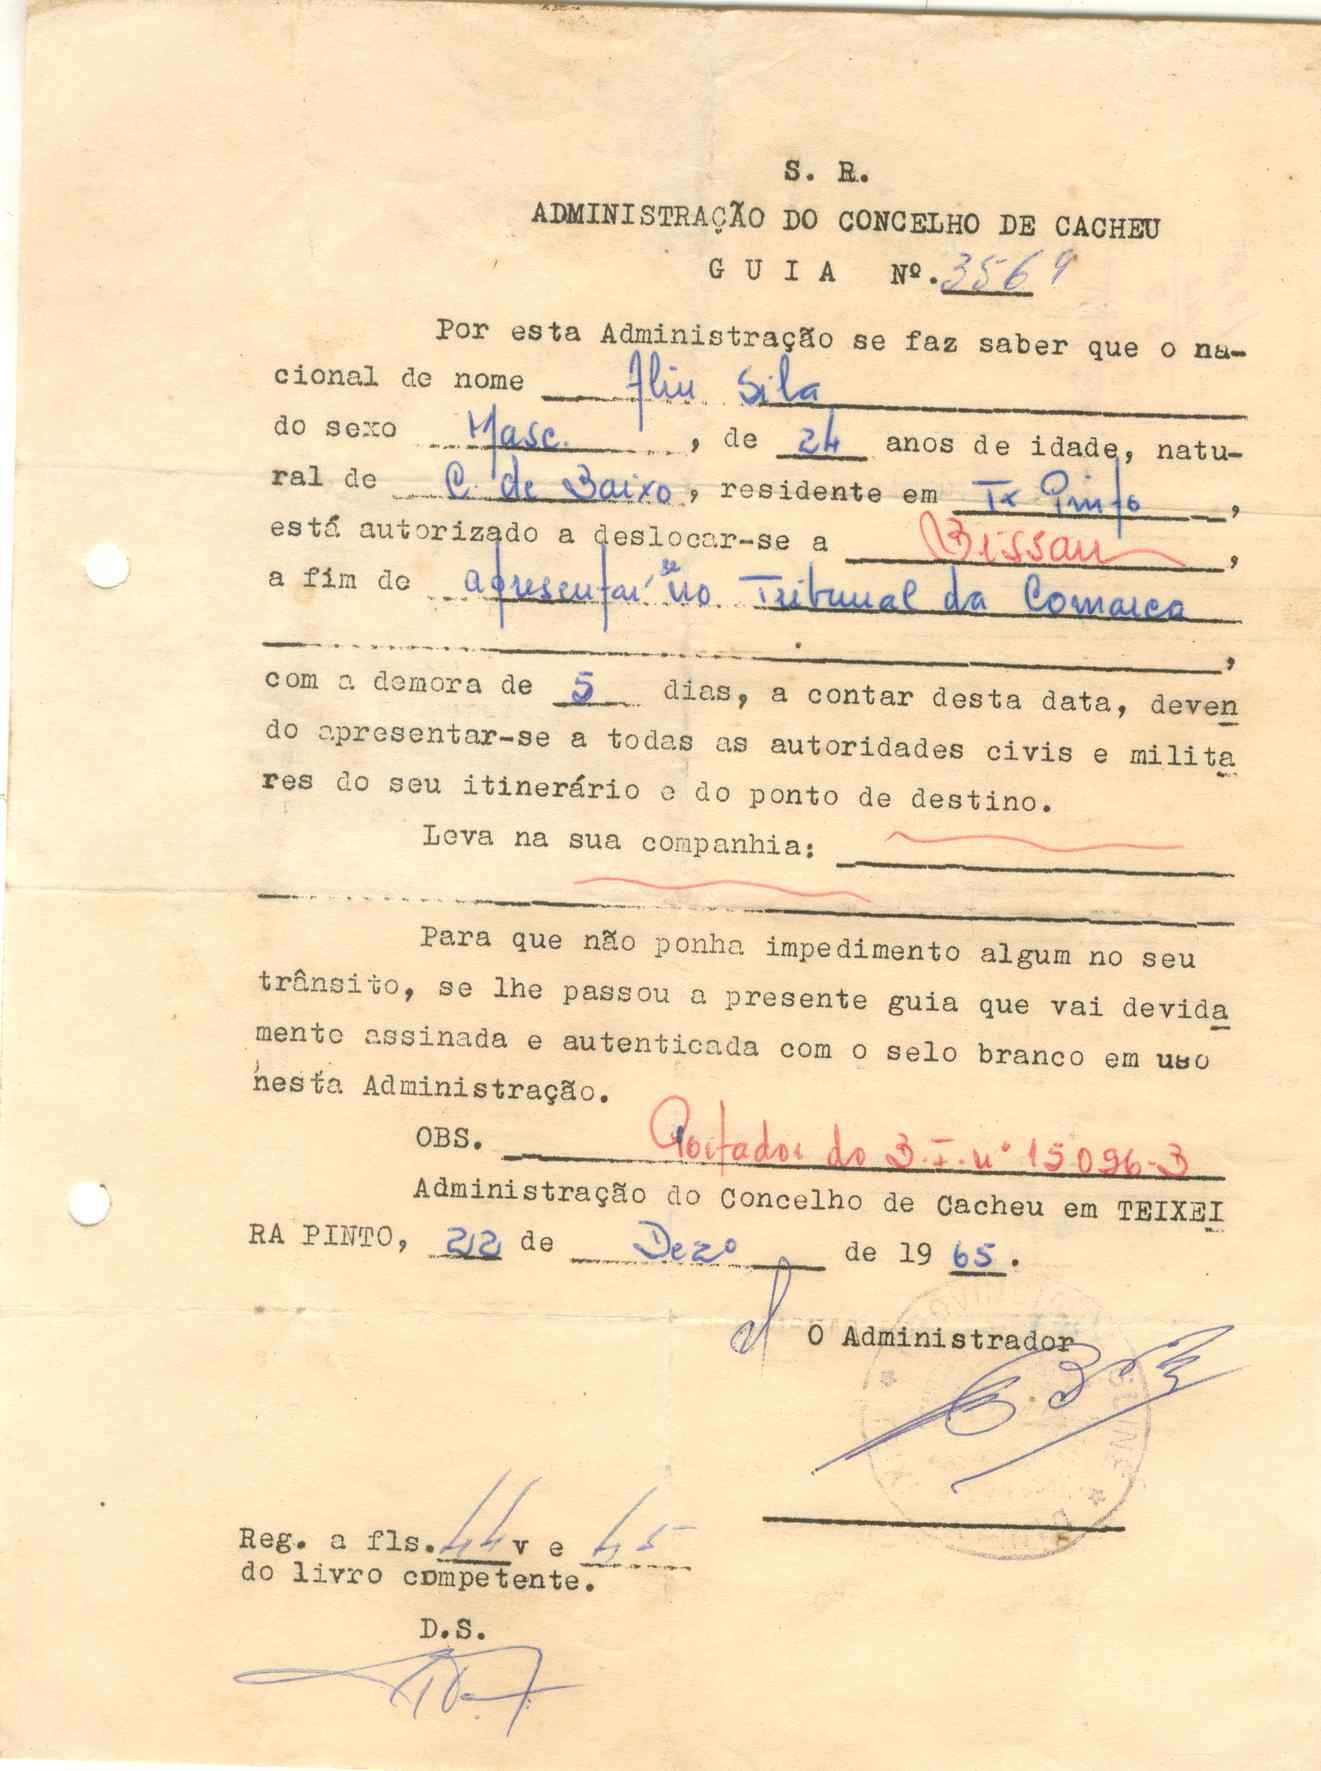 S. R.
ADMINISTRAÇÃO DO CONCELHO DE CACHEU
G U I A Nº. 3569
Por esta Administração se faz saber que o na-
cional de nome Aliu Sila
do sexo Masc. , de 24 anos de idade, natu-
ral de C. de Baixo, residente em Tx Pinto ,
está autorizado a deslocar-se a Bissau ,
a fim de apresentar-se no Tribunal da Comarca
,
com a demora de 5 dias, a contar desta data, deven
do apresentar-se a todas as autoridades civis e milita
res do seu itinerário e do ponto de destino.
Leva na sua companhia:
Para que não ponha impedimento algum no seu
trânsito, se lhe passou a presente guia que vai devida
mente assinada e autenticada com o selo branco em uso
nesta Administração.
OBS. Portador do B.I. nº 15096-B
Administração do Concelho de Cacheu em TEIXEI
RA PINTO, 22 de Dezº de 19 65.
O Administrador
Reg. a fls. 44 v e 45
do livro competente.
D.S.